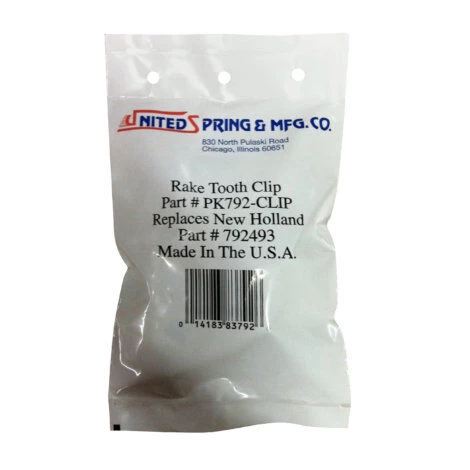 UNITED SPRING & MFG. CO.
830 North Pulaski Road
Chicago, Illinois 60651
Rake Tooth Clip
Part # PK792-CLIP
Replaces New Holland
Part # 792493
Made In The U.S.A.
0 14183 83792